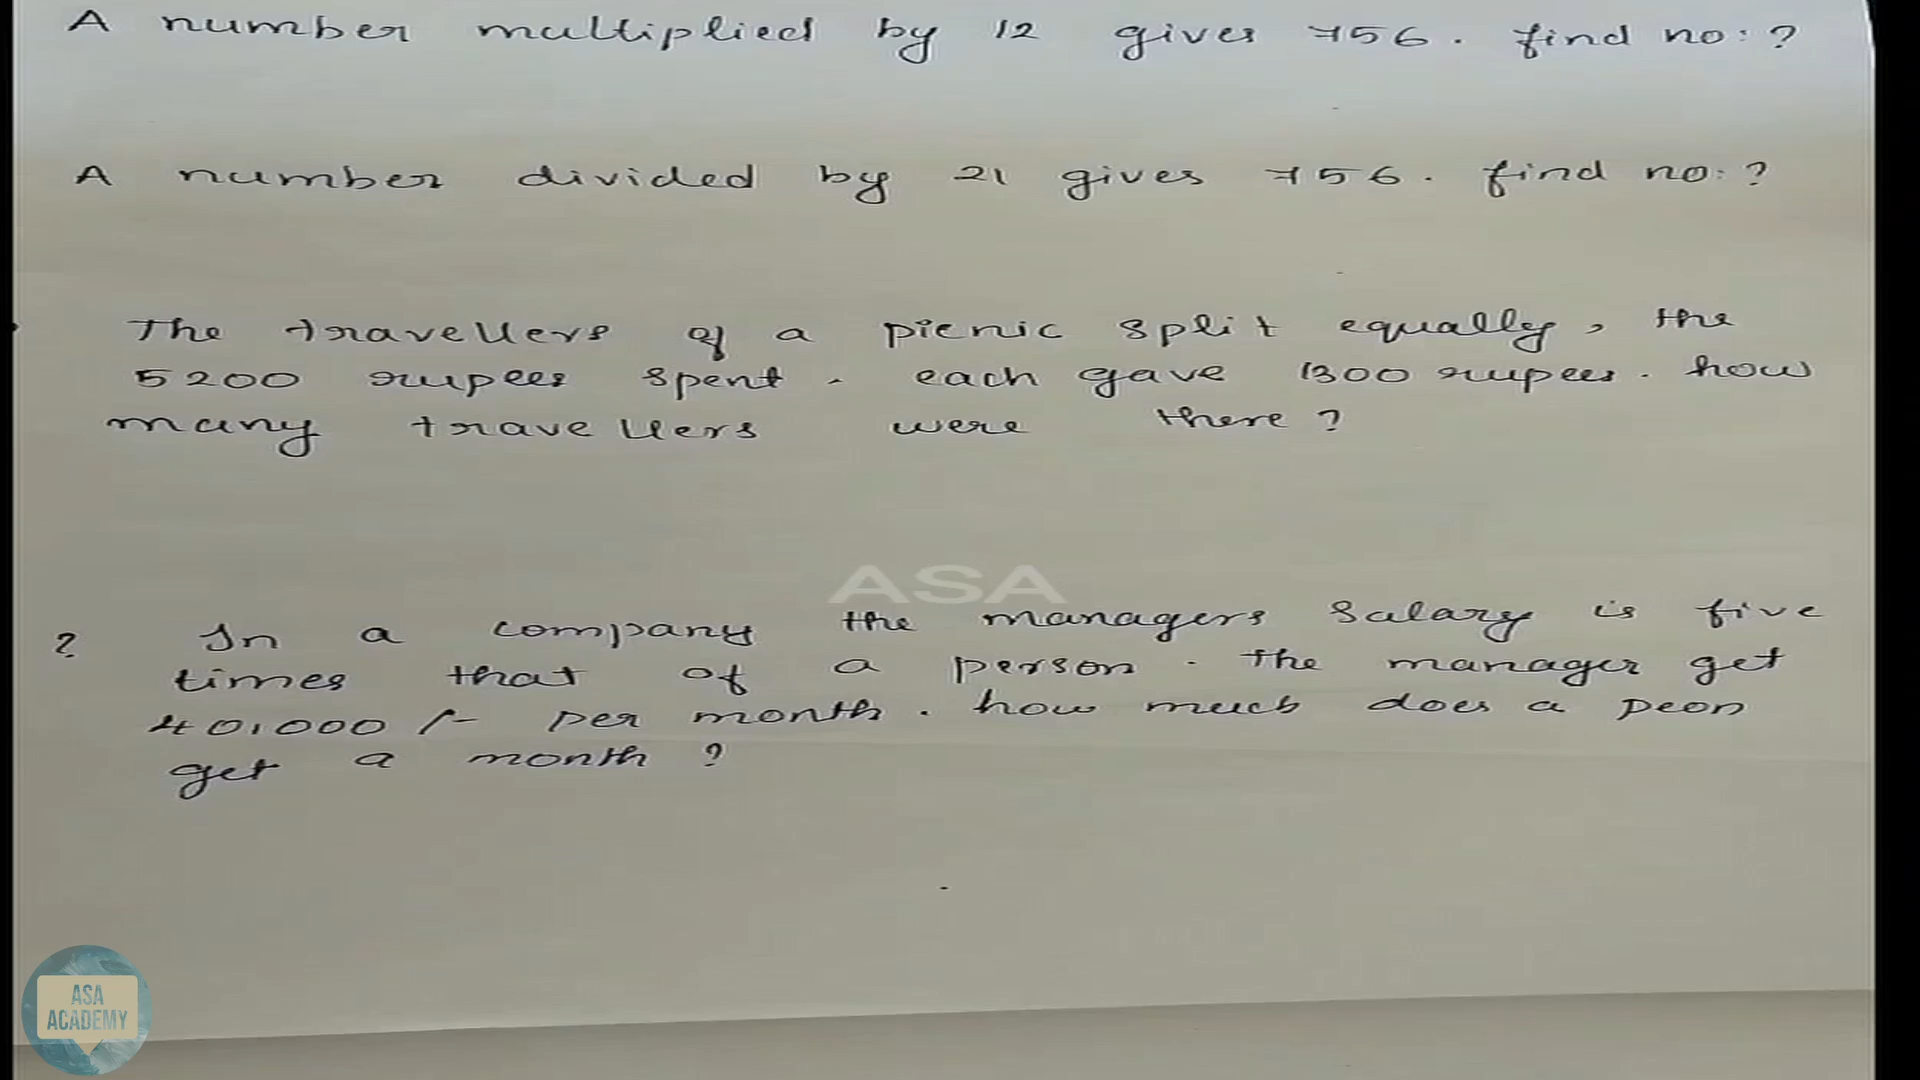 A number multiplied by 12 gives 756. find no:?
A number divided by 21 gives 756. find no:?
The travellers of a picnic split equally, the
5200 rupees spent. each gave 1300 rupees. how
many travellers were there?
ASA
? In a company the managers salary is five
times that of a person. The manager get
40,000/- per month. how much does a peon
get a month?
ASA
ACADEMY